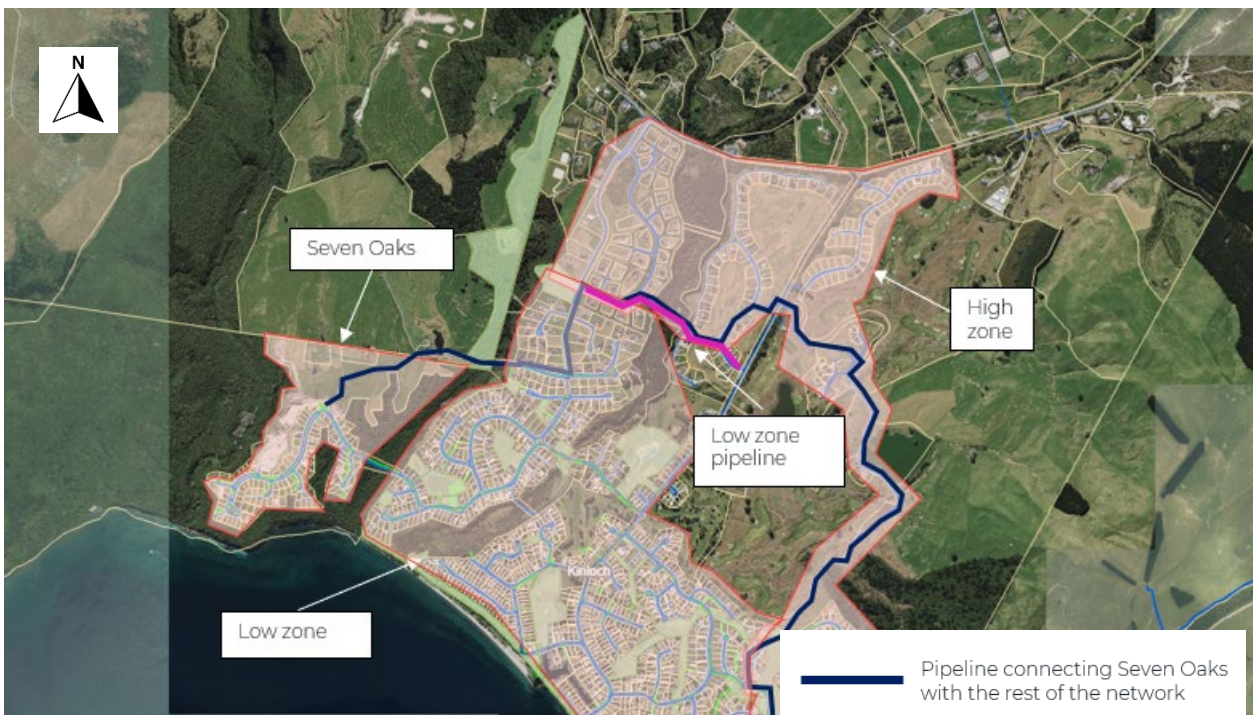 N
Seven Oaks
High
zone
Low zone
pipeline
Kinloch
Low zone
Pipeline connecting Seven Oaks
with the rest of the network